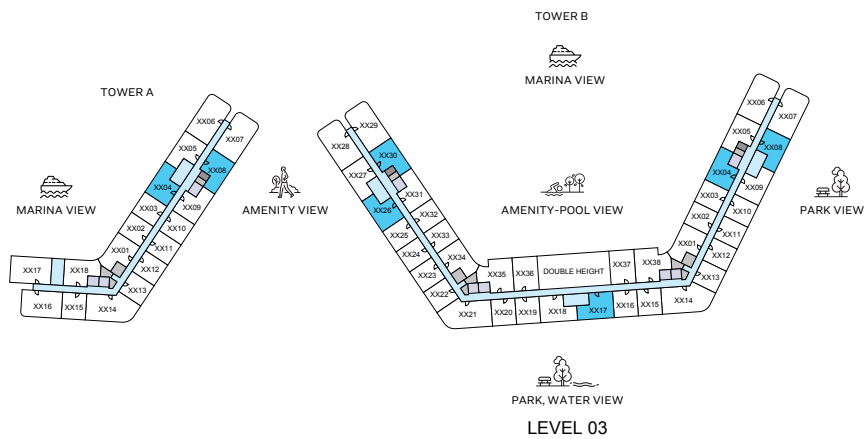 TOWER B
MARINA VIEW
TOWER A
XX06
XX07
XX05
XX04
XX08
XX03
XX09
XX02
XX10
XX01
XX11
XX12
XX13
XX17
XX18
XX16
XX15
XX14
MARINA VIEW
AMENITY VIEW
XX29
XX28
XX30
XX27
XX31
XX26
XX32
XX25
XX33
XX24
XX34
XX23
XX22
XX21
XX35
XX36
DOUBLE HEIGHT
XX37
XX38
XX20
XX19
XX18
XX17
XX16
XX15
XX14
AMENITY-POOL VIEW
XX06
XX07
XX05
XX08
XX04
XX09
XX03
XX10
XX02
XX11
XX01
XX12
XX13
PARK VIEW
PARK, WATER VIEW
LEVEL 03